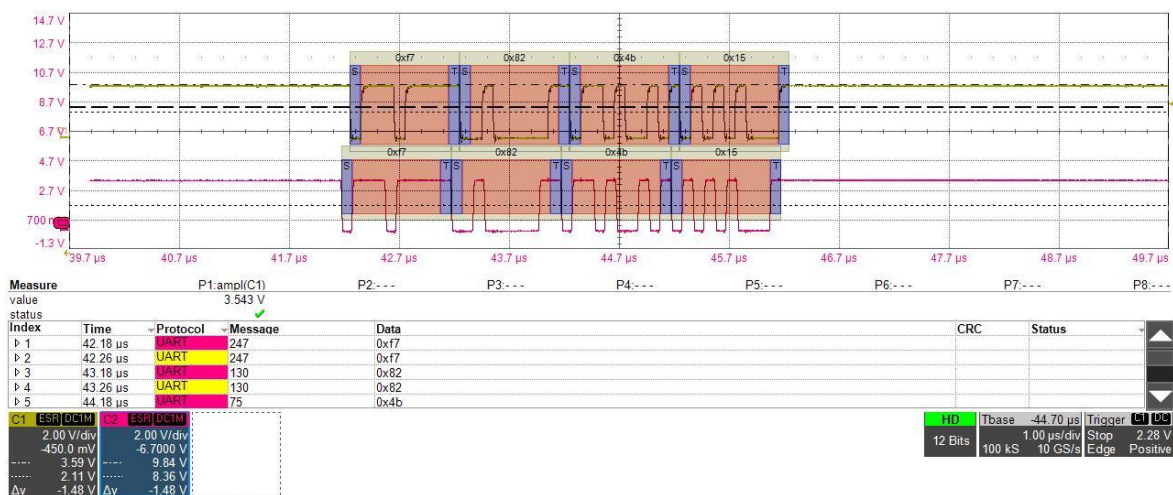 14.7 V
12.7 V
10.7 V
8.7 V
6.7 V
4.7 V
2.7 V
-1.3 V
0xf7 0x82 0x4b 0x15
S T S T S T S T
0xf7 0x82 0x4b 0x15
S T S T S T S T
39.7 µs 40.7 µs 41.7 µs 42.7 µs 43.7 µs 44.7 µs 45.7 µs 46.7 µs 47.7 µs 48.7 µs 49.7 µs
Measure P1:ampl(C1) P2:- - - P3:- - - P4:- - - P5:- - - P6:- - - P7:- - - P8:- - -
value 3.543 V
status
Index Time Protocol Message Data CRC Status
1 42.18 µs UART 247 0xf7
2 42.26 µs UART 247 0xf7
3 43.18 µs UART 130 0x82
4 43.26 µs UART 130 0x82
5 44.18 µs UART 75 0x4b
C1 ESR DC1M C2 ESR DC1M HD Tbase -44.70 µs Trigger C1 DC
2.00 V/div 2.00 V/div 12 Bits 1.00 µs/div Stop 2.28 V
-450.0 mV -6.7000 V 100 kS 10 GS/s Edge Positive
3.59 V 9.84 V
2.11 V 8.36 V
Δy -1.48 V Δy -1.48 V